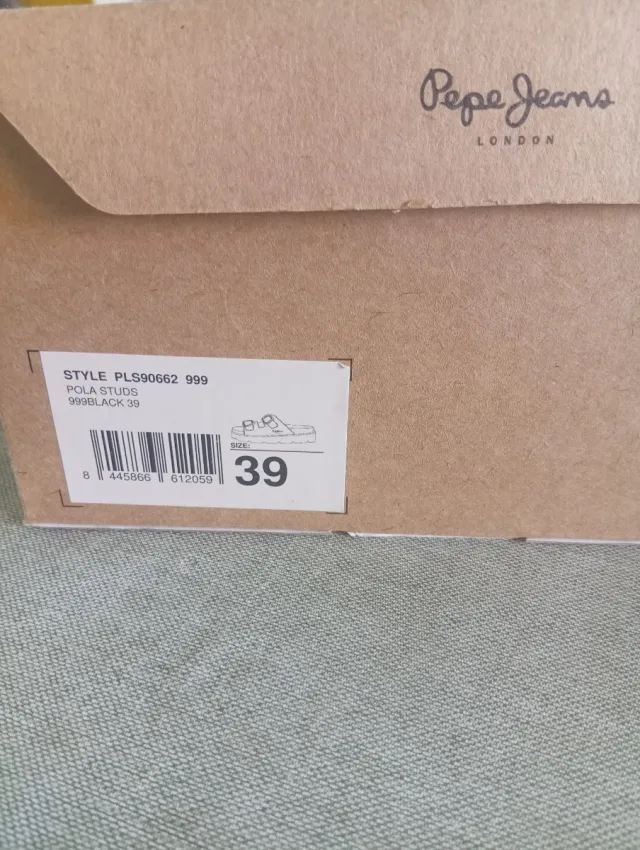 Pepe Jeans
LONDON
STYLE PLS90662 999
POLA STUDS
999BLACK 39
SIZE:
39
8 445866 612059